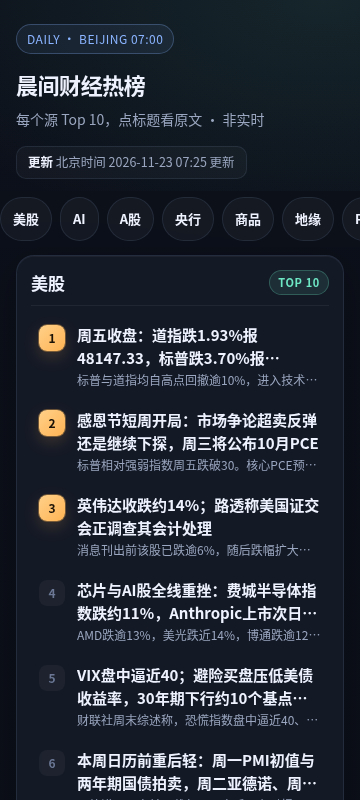 DAILY • BEIJING 07:00
晨间财经热榜
每个源 Top 10，点标题看原文 · 非实时
更新 北京时间 2026-11-23 07:25 更新
美股
AI
A股
央行
商品
地缘
美股
TOP 10
1
周五收盘：道指跌1.93%报
48147.33，标普跌3.70%报…
标普与道指均自高点回撤逾10%，进入技术…
2
感恩节短周开局：市场争论超卖反弹
还是继续下探，周三将公布10月PCE
标普相对强弱指数周五跌破30。核心PCE预…
3
英伟达收跌约14%；路透称美国证交
会正调查其会计处理
消息刊出前该股已跌逾6%，随后跌幅扩大…
4
芯片与AI股全线重挫：费城半导体指
数跌约11%，Anthropic上市次日…
AMD跌逾13%，美光跌近14%，博通跌逾12…
5
VIX盘中逼近40；避险买盘压低美债
收益率，30年期下行约10个基点…
财联社周末综述称，恐慌指数盘中逼近40、…
6
本周日历前重后轻：周一PMI初值与
两年期国债拍卖，周二亚德诺、周…